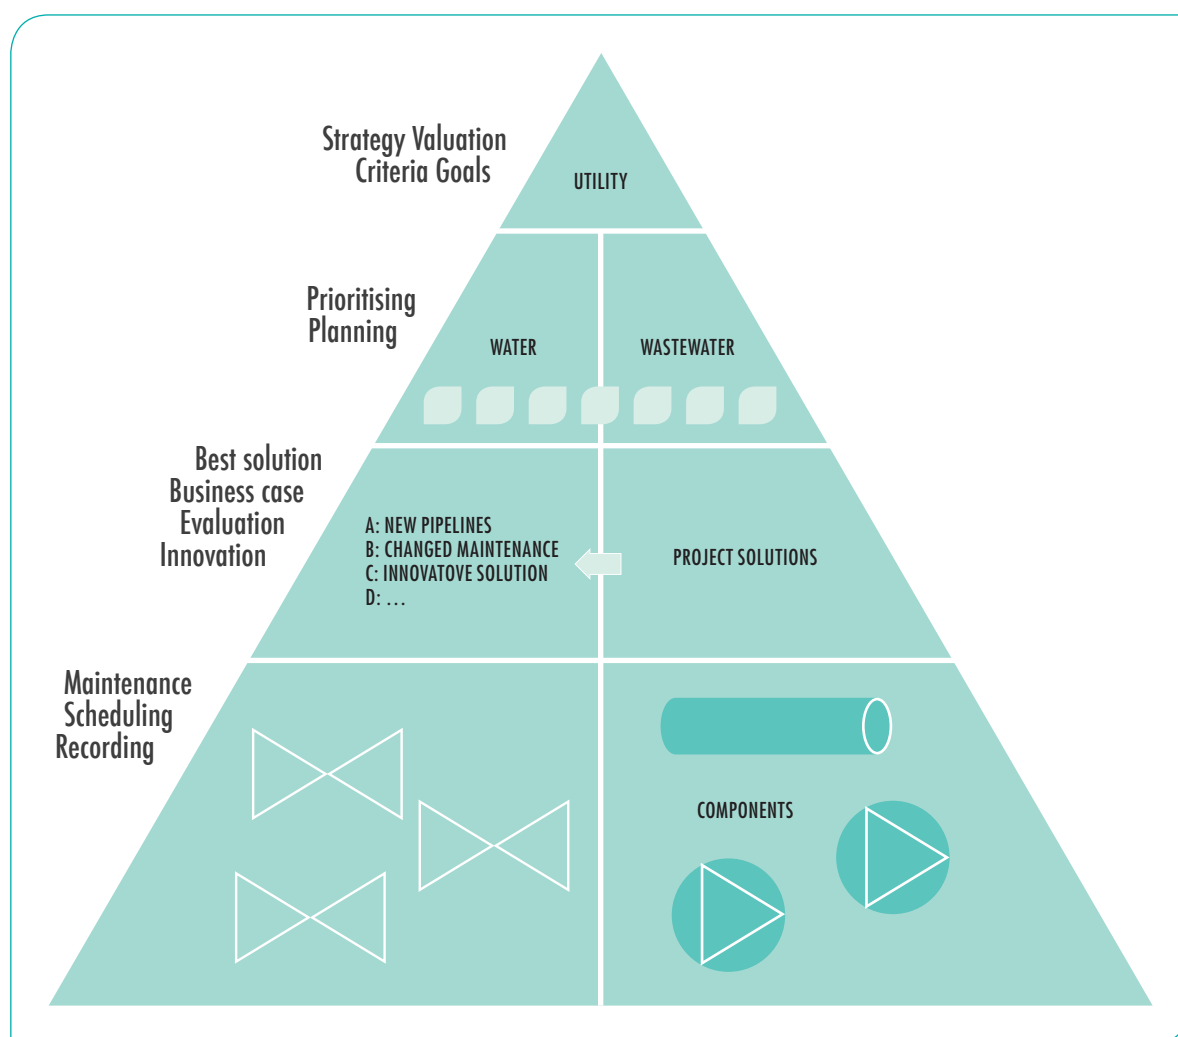 Strategy Valuation
Criteria Goals
UTILITY
Prioritising
Planning
WATER
WASTEWATER
Best solution
Business case
Evaluation
Innovation
A: NEW PIPELINES
B: CHANGED MAINTENANCE
C: INNOVATOVE SOLUTION
D: ...
PROJECT SOLUTIONS
Maintenance
Scheduling
Recording
COMPONENTS